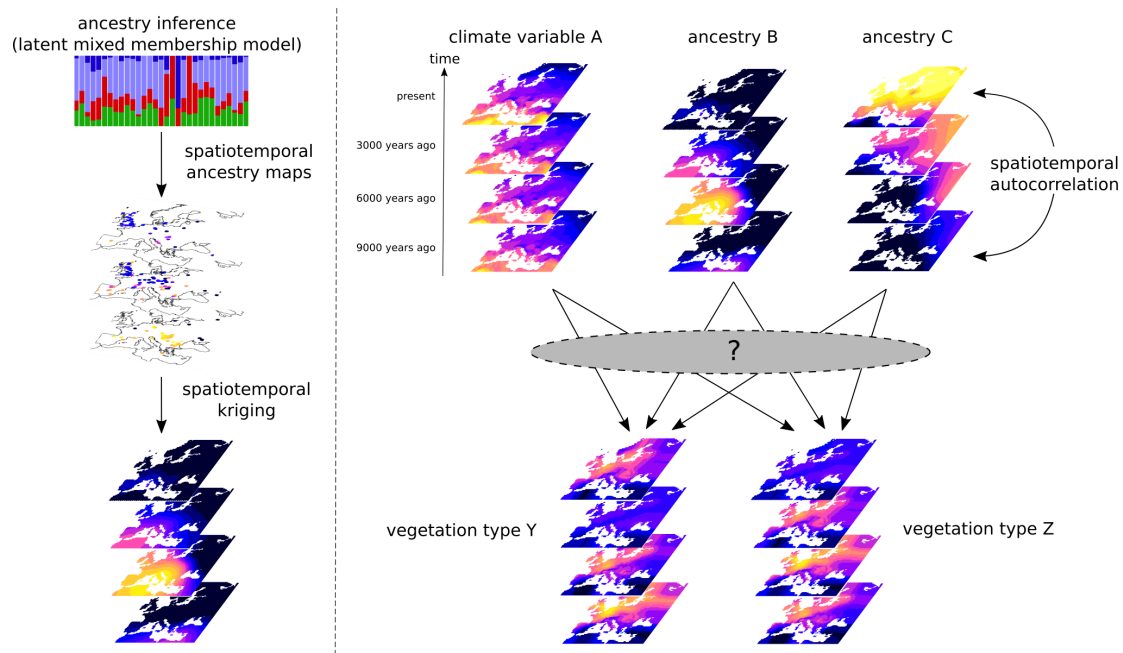 ancestry inference
(latent mixed membership model)
spatiotemporal
ancestry maps
spatiotemporal
kriging
climate variable A
ancestry B
ancestry C
time
present
3000 years ago
6000 years ago
9000 years ago
spatiotemporal
autocorrelation
?
vegetation type Y
vegetation type Z